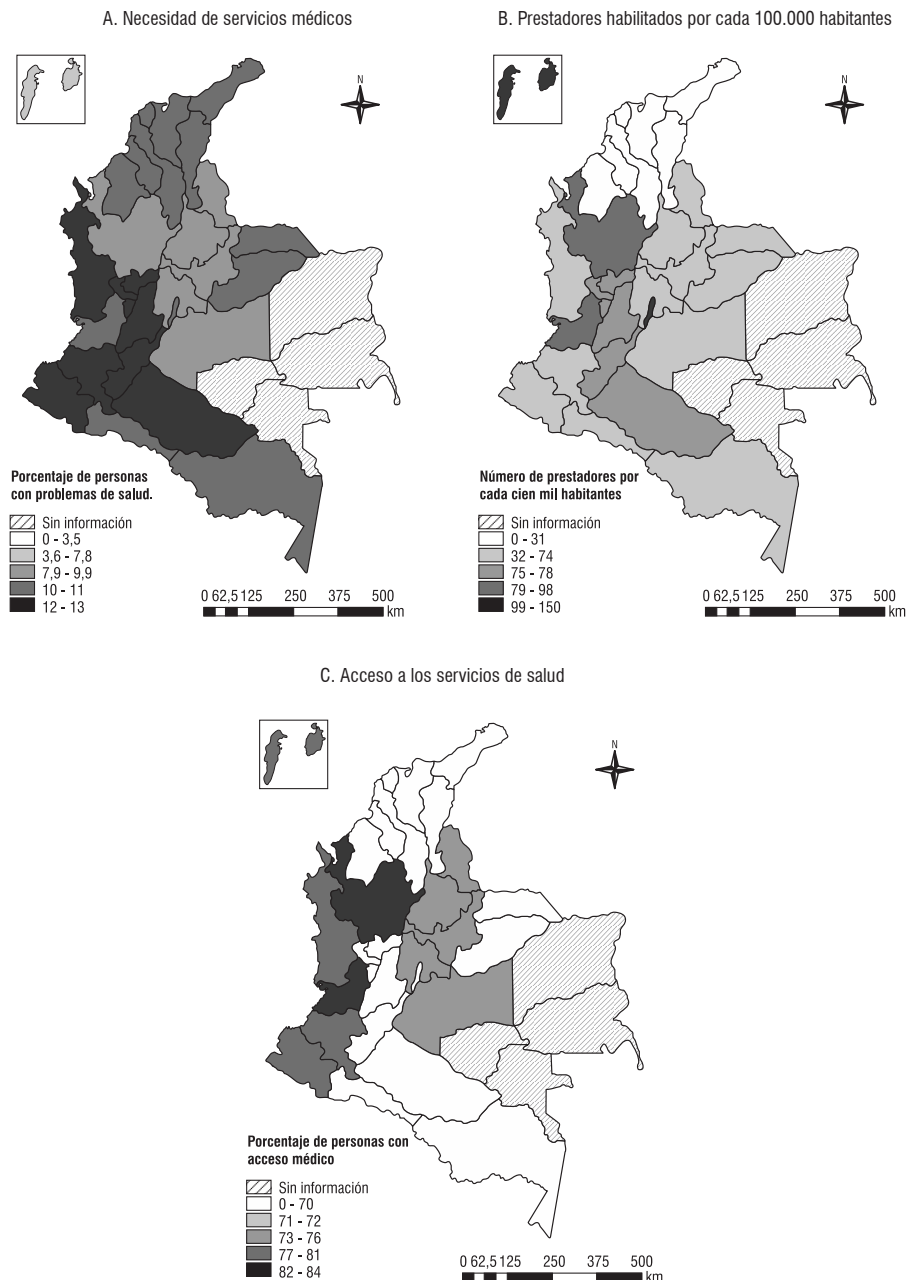 A. Necesidad de servicios médicos
N
Porcentaje de personas
con problemas de salud.
Sin información
0 - 3,5
3,6 - 7,8
7,9 - 9,9
10 - 11
12 - 13
0 62,5 125 250 375 500
km
B. Prestadores habilitados por cada 100.000 habitantes
N
Número de prestadores por
cada cien mil habitantes
Sin información
0 - 31
32 - 74
75 - 78
79 - 98
99 - 150
0 62,5 125 250 375 500
km
C. Acceso a los servicios de salud
N
Porcentaje de personas con
acceso médico
Sin información
0 - 70
71 - 72
73 - 76
77 - 81
82 - 84
0 62,5 125 250 375 500
km